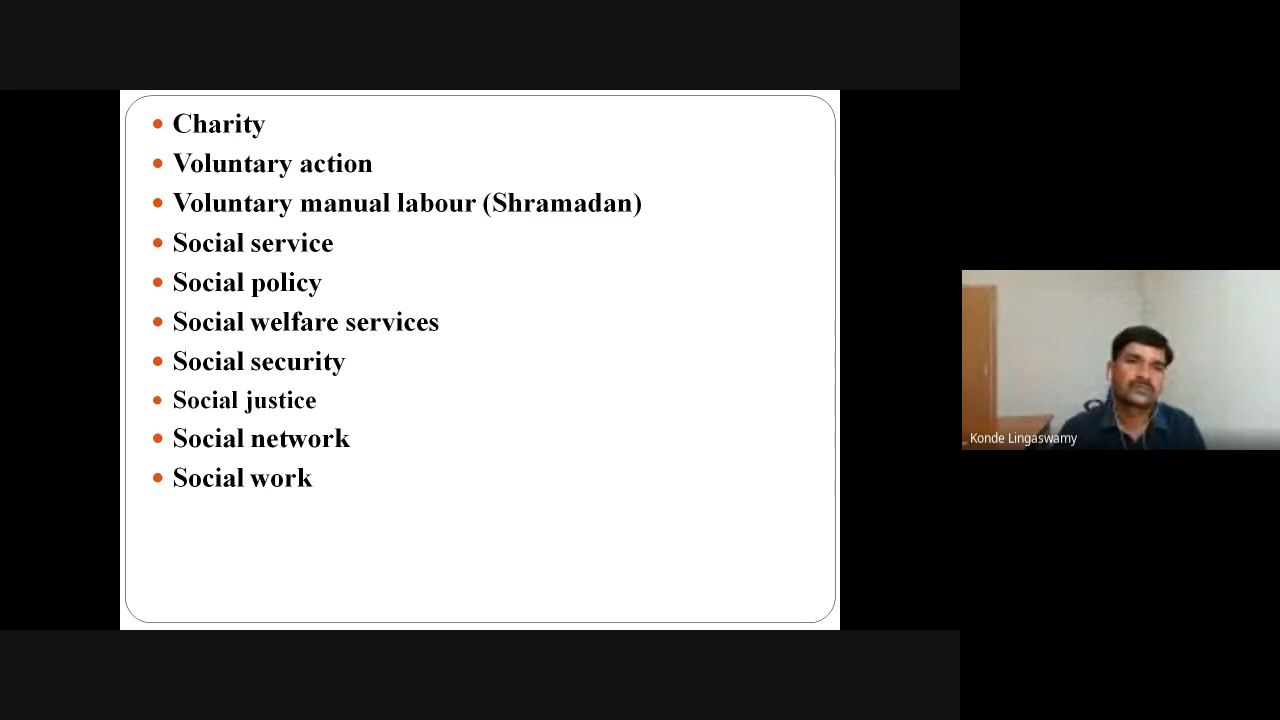 Charity
Voluntary action
Voluntary manual labour (Shramadan)
Social service
Social policy
Social welfare services
Social security
Social justice
Social network
Social work
Konde Lingaswamy